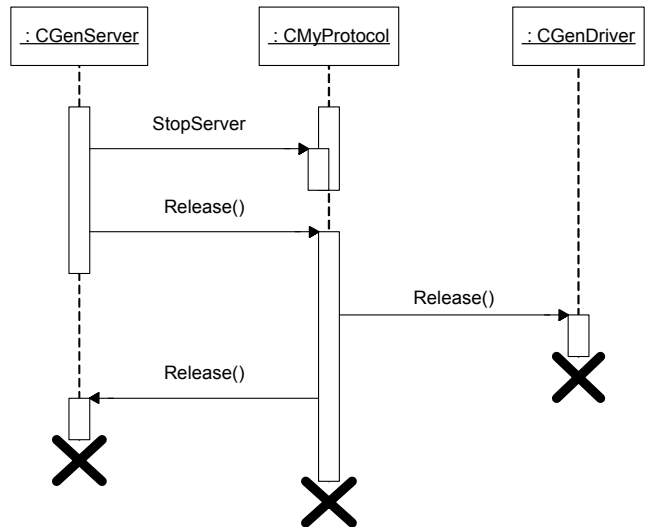 : CGenServer
: CMyProtocol
: CGenDriver
StopServer
Release()
Release()
Release()